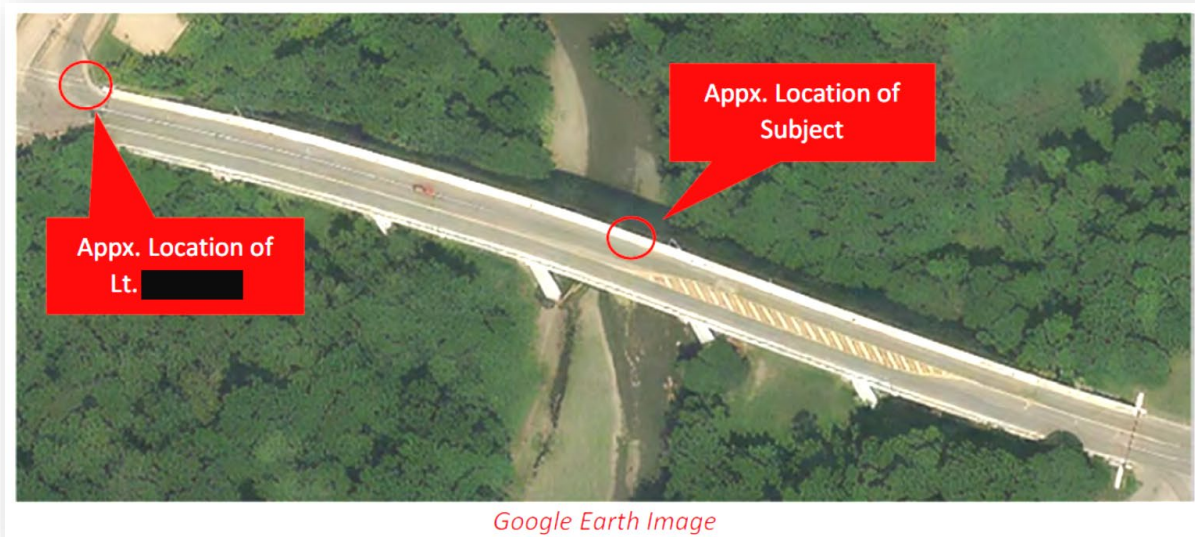 Appx. Location of
Subject
Appx. Location of
Lt.
Google Earth Image